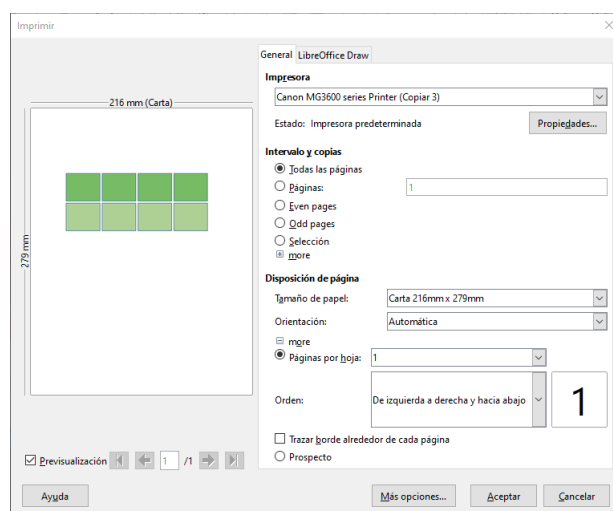 Imprimir
General LibreOffice Draw
Impresora
Canon MG3600 series Printer (Copiar 3)
Estado: Impresora predeterminada Propiedades...
216 mm (Carta)
279 mm
Intervalo y copias
Todas las páginas
Páginas: 1
Even pages
Odd pages
Selección
more
Disposición de página
Tamaño de papel: Carta 216mm x 279mm
Orientación: Automática
more
Páginas por hoja: 1
Orden: De izquierda a derecha y hacia abajo 1
Trazar borde alrededor de cada página
Prospecto
Previsualización 1 /1
Ayuda Más opciones... Aceptar Cancelar